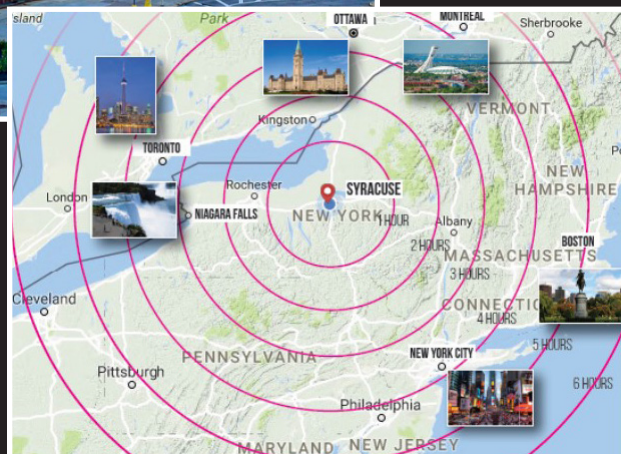 sland
Park
OTTAWA
MONTREAL
Sherbrooke
VERMONT
Kingston
TORONTO
NEW
HAMPSHIRE
London
Rochester
SYRACUSE
NIAGARA FALLS
NEW YORK
1 HOUR
Albany
2 HOURS
BOSTON
MASSACHUSETTS
3 HOURS
Cleveland
CONNECTIC
4 HOURS
5 HOURS
NEW YORK CITY
PENNSYLVANIA
Pittsburgh
6 HOURS
Philadelphia
MARYLAND
NEW JERSEY